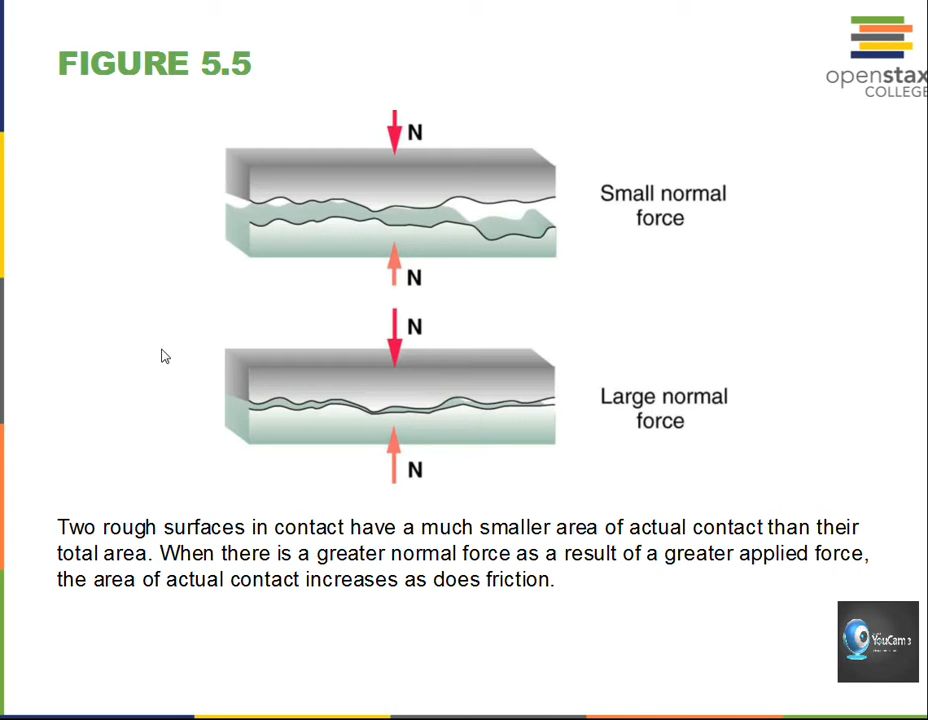 FIGURE 5.5
openstax
COLLEGE
N
Small normal
force
N
N
Large normal
force
N
Two rough surfaces in contact have a much smaller area of actual contact than their
total area. When there is a greater normal force as a result of a greater applied force,
the area of actual contact increases as does friction.
YouCam 3